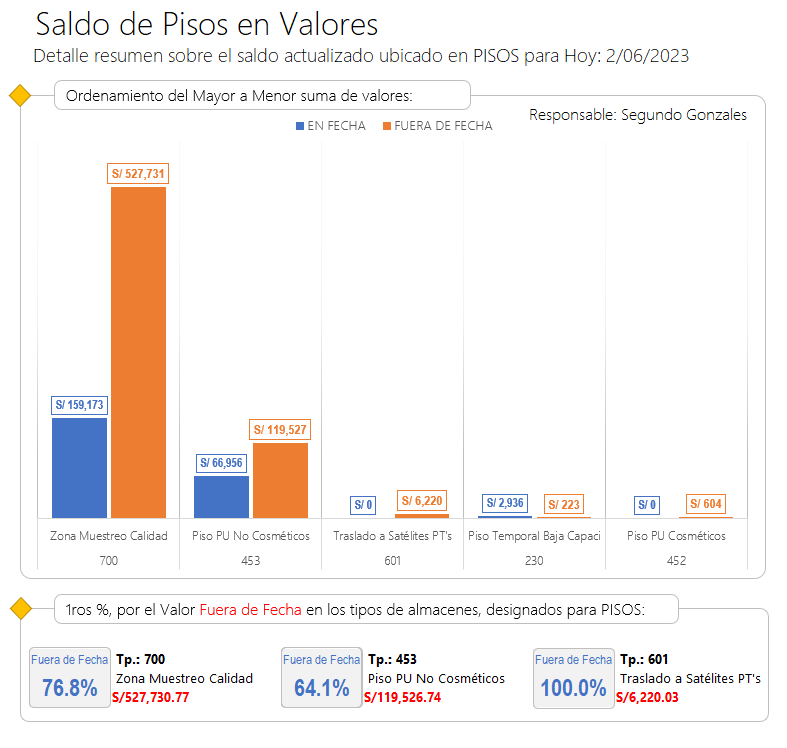 Saldo de Pisos en Valores
Detalle resumen sobre el saldo actualizado ubicado en PISOS para Hoy: 2/06/2023
Ordenamiento del Mayor a Menor suma de valores:
Responsable: Segundo Gonzales
EN FECHA FUERA DE FECHA
S/ 527,731
S/ 159,173
S/ 119,527
S/ 66,956
S/ 0 S/ 6,220 S/ 2,936 S/ 223 S/ 0 S/ 604
Zona Muestreo Calidad Piso PU No Cosméticos Traslado a Satélites PT's Piso Temporal Baja Capaci Piso PU Cosméticos
700 453 601 230 452
1ros %, por el Valor Fuera de Fecha en los tipos de almacenes, designados para PISOS:
Fuera de Fecha
76.8%
Tp.: 700
Zona Muestreo Calidad
S/527,730.77
Fuera de Fecha
64.1%
Tp.: 453
Piso PU No Cosméticos
S/119,526.74
Fuera de Fecha
100.0%
Tp.: 601
Traslado a Satélites PT's
S/6,220.03